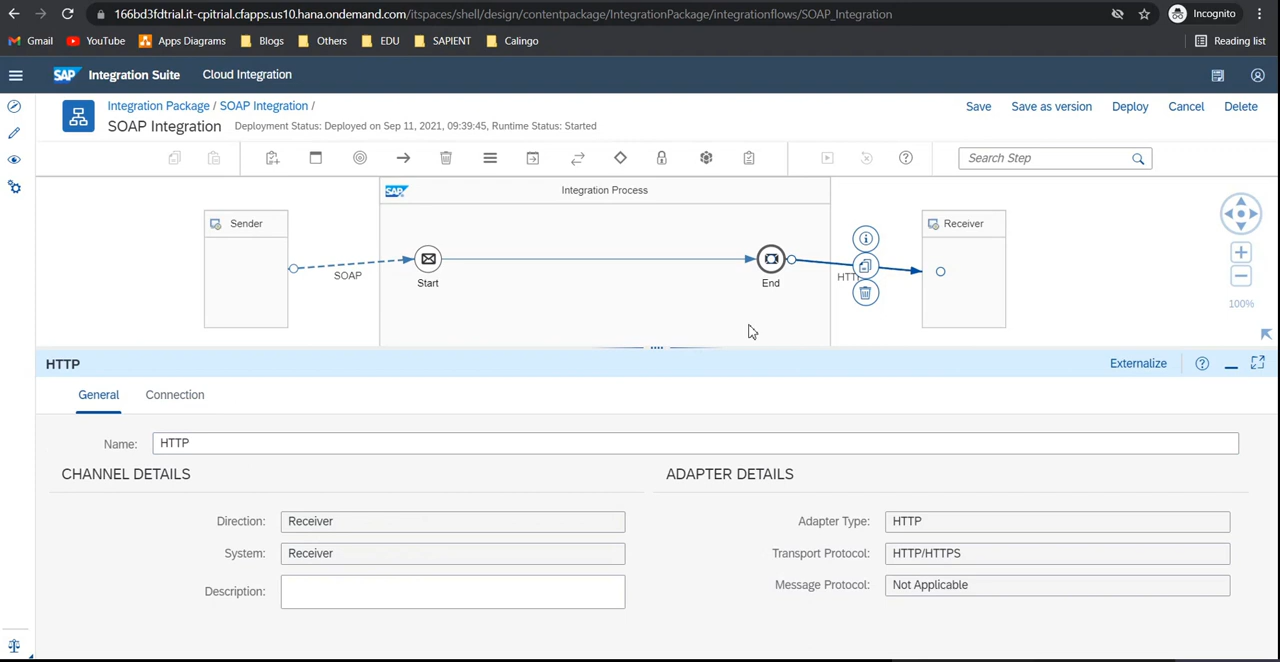 166bd3fdtrial.it-cpitrial.cfapps.us10.hana.ondemand.com/itspaces/shell/design/contentpackage/IntegrationPackage/integrationflows/SOAP_Integration
Incognito
Gmail YouTube Apps Diagrams Blogs Others EDU SAPIENT Calingo Reading list
SAP Integration Suite Cloud Integration
Integration Package / SOAP Integration /
SOAP Integration Deployment Status: Deployed on Sep 11, 2021, 09:39:45, Runtime Status: Started
Save Save as version Deploy Cancel Delete
Search Step
SAP Integration Process
Sender
Receiver
SOAP
HTTP
Start
End
100%
HTTP
Externalize
General Connection
Name: HTTP
CHANNEL DETAILS ADAPTER DETAILS
Direction: Receiver Adapter Type: HTTP
System: Receiver Transport Protocol: HTTP/HTTPS
Description: Message Protocol: Not Applicable